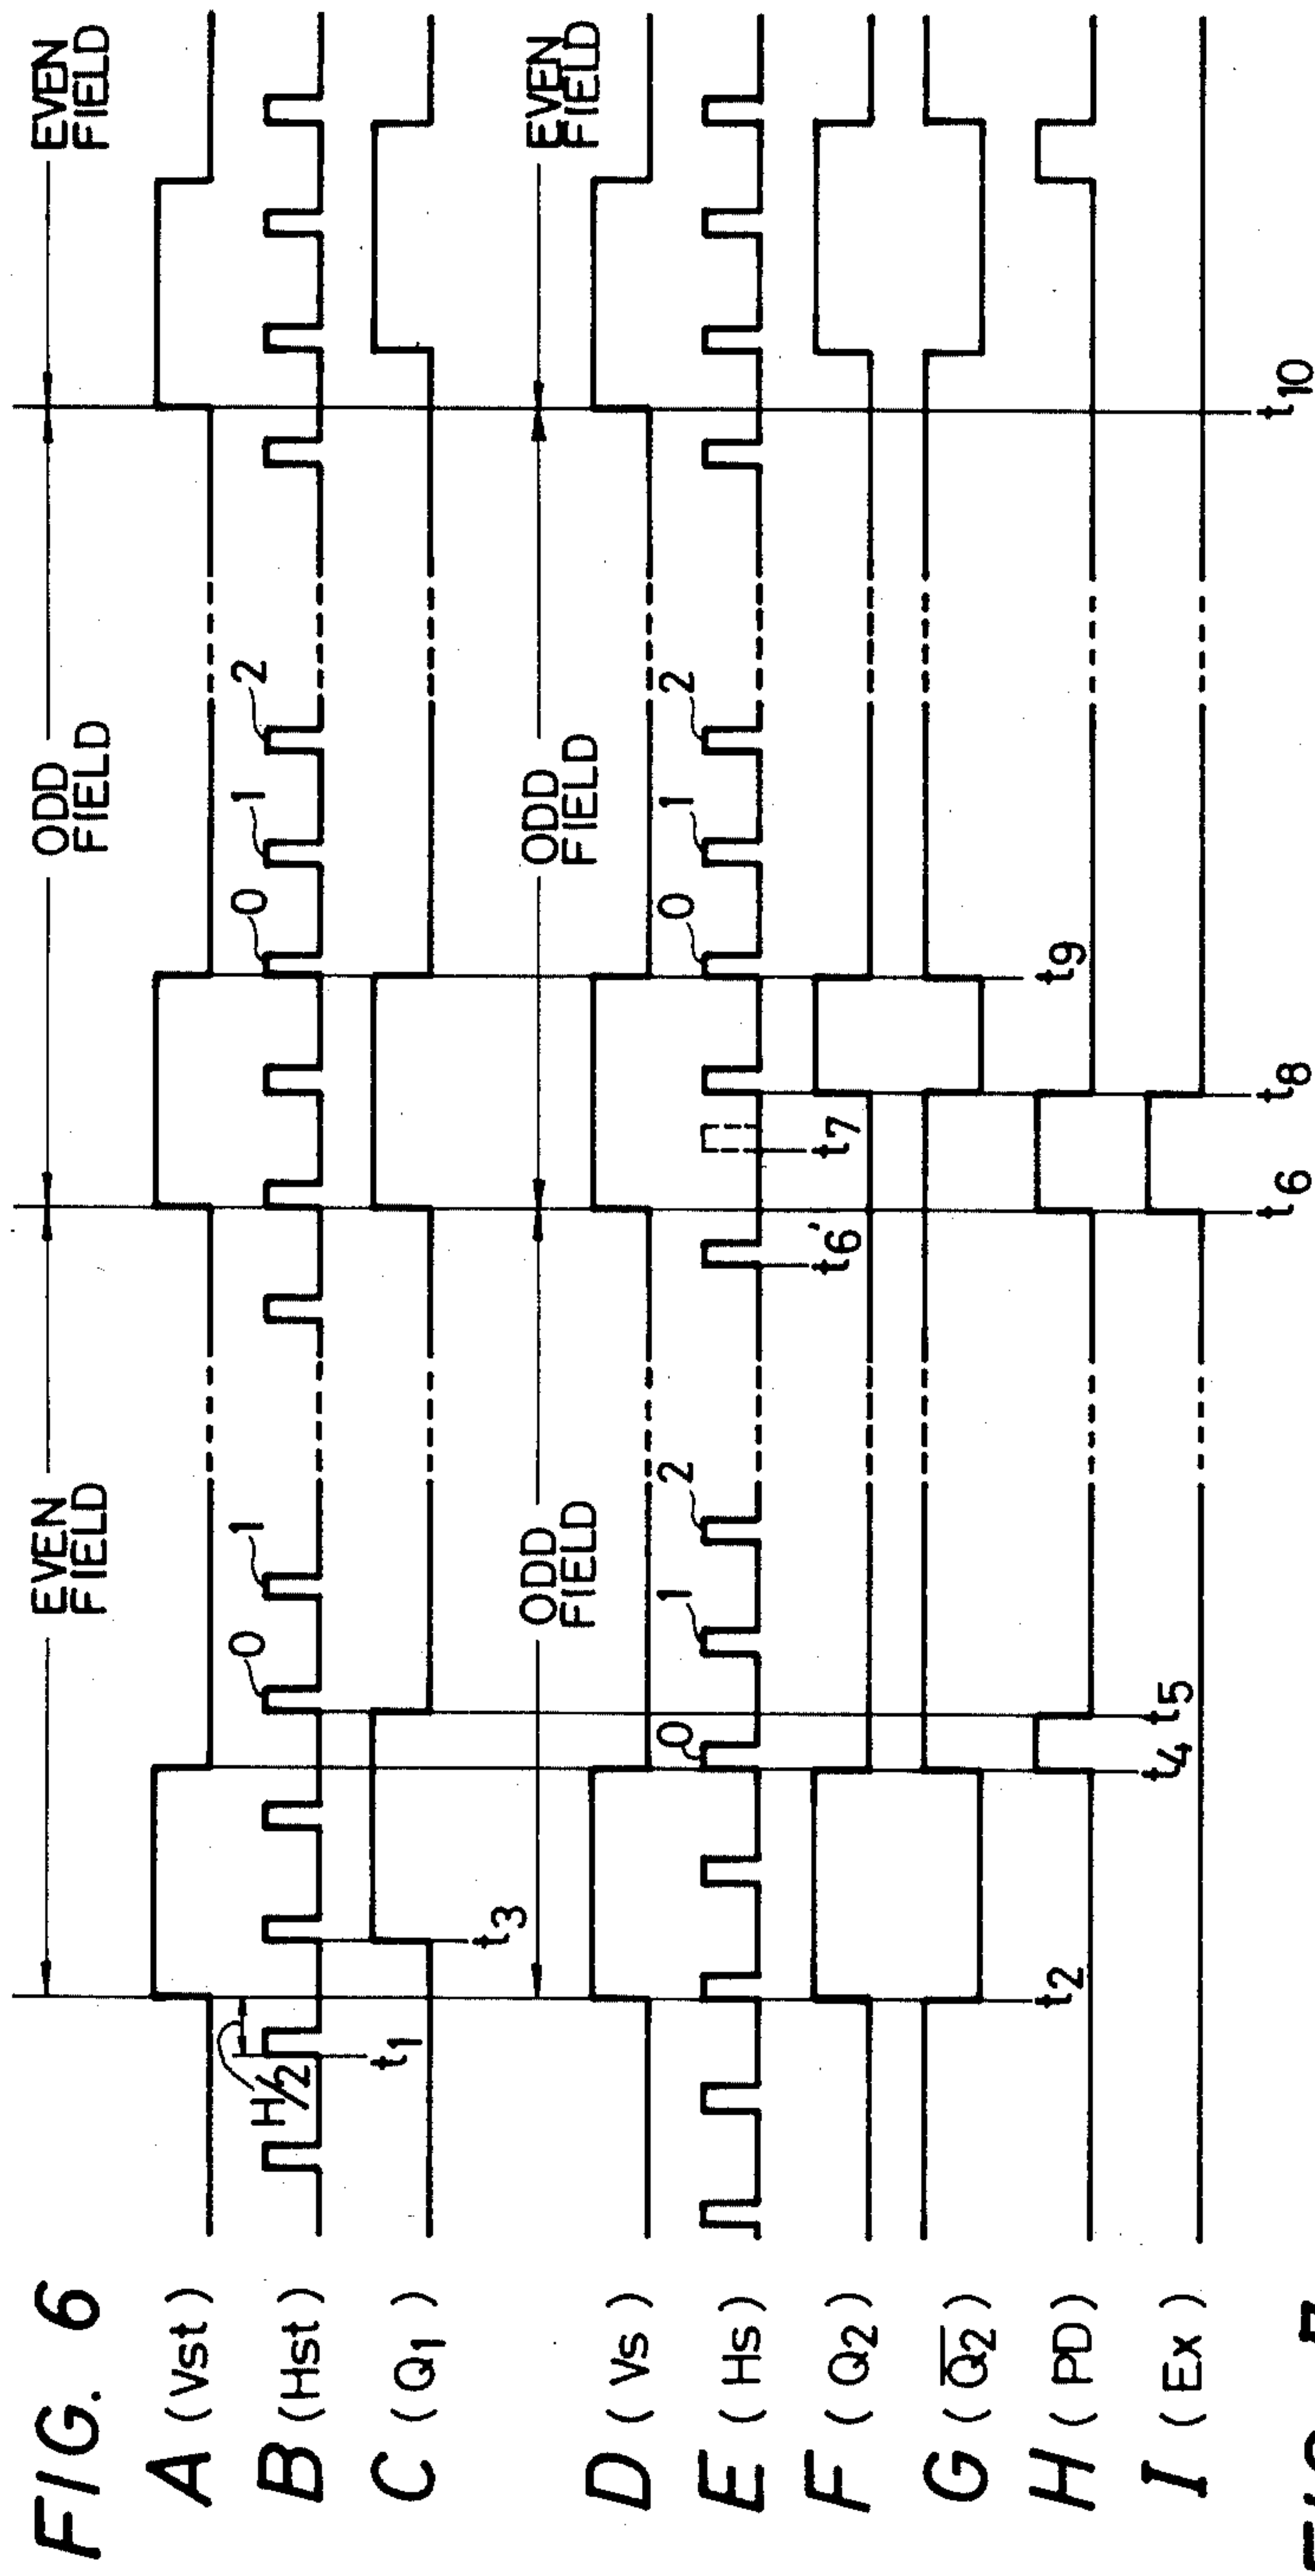 FIG. 6
EVEN FIELD
ODD FIELD
EVEN FIELD
A (Vst)
B (Hst)
H/2
t1
0
1
0
1
2
C (Q1)
t3
ODD FIELD
ODD FIELD
EVEN FIELD
D (Vs)
E (Hs)
0
1
2
0
1
2
t6'
t7
F (Q2)
G (Q̅2)
t2
t9
H (PD)
t4
t5
I (Ex)
t6
t8
t10